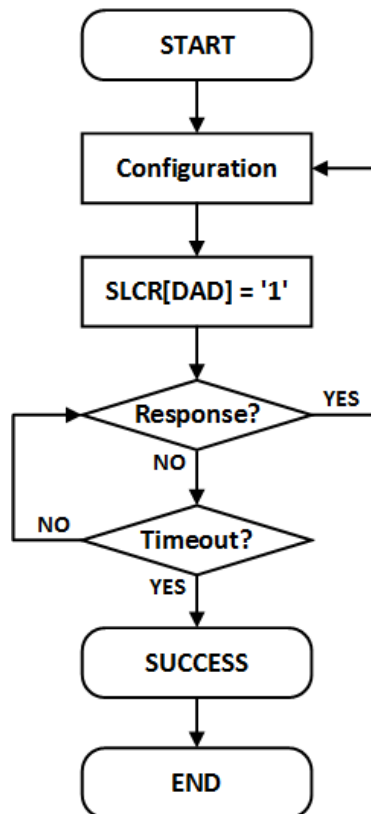 START
Configuration
SLCR[DAD] = '1'
Response?
YES
NO
NO
Timeout?
YES
SUCCESS
END